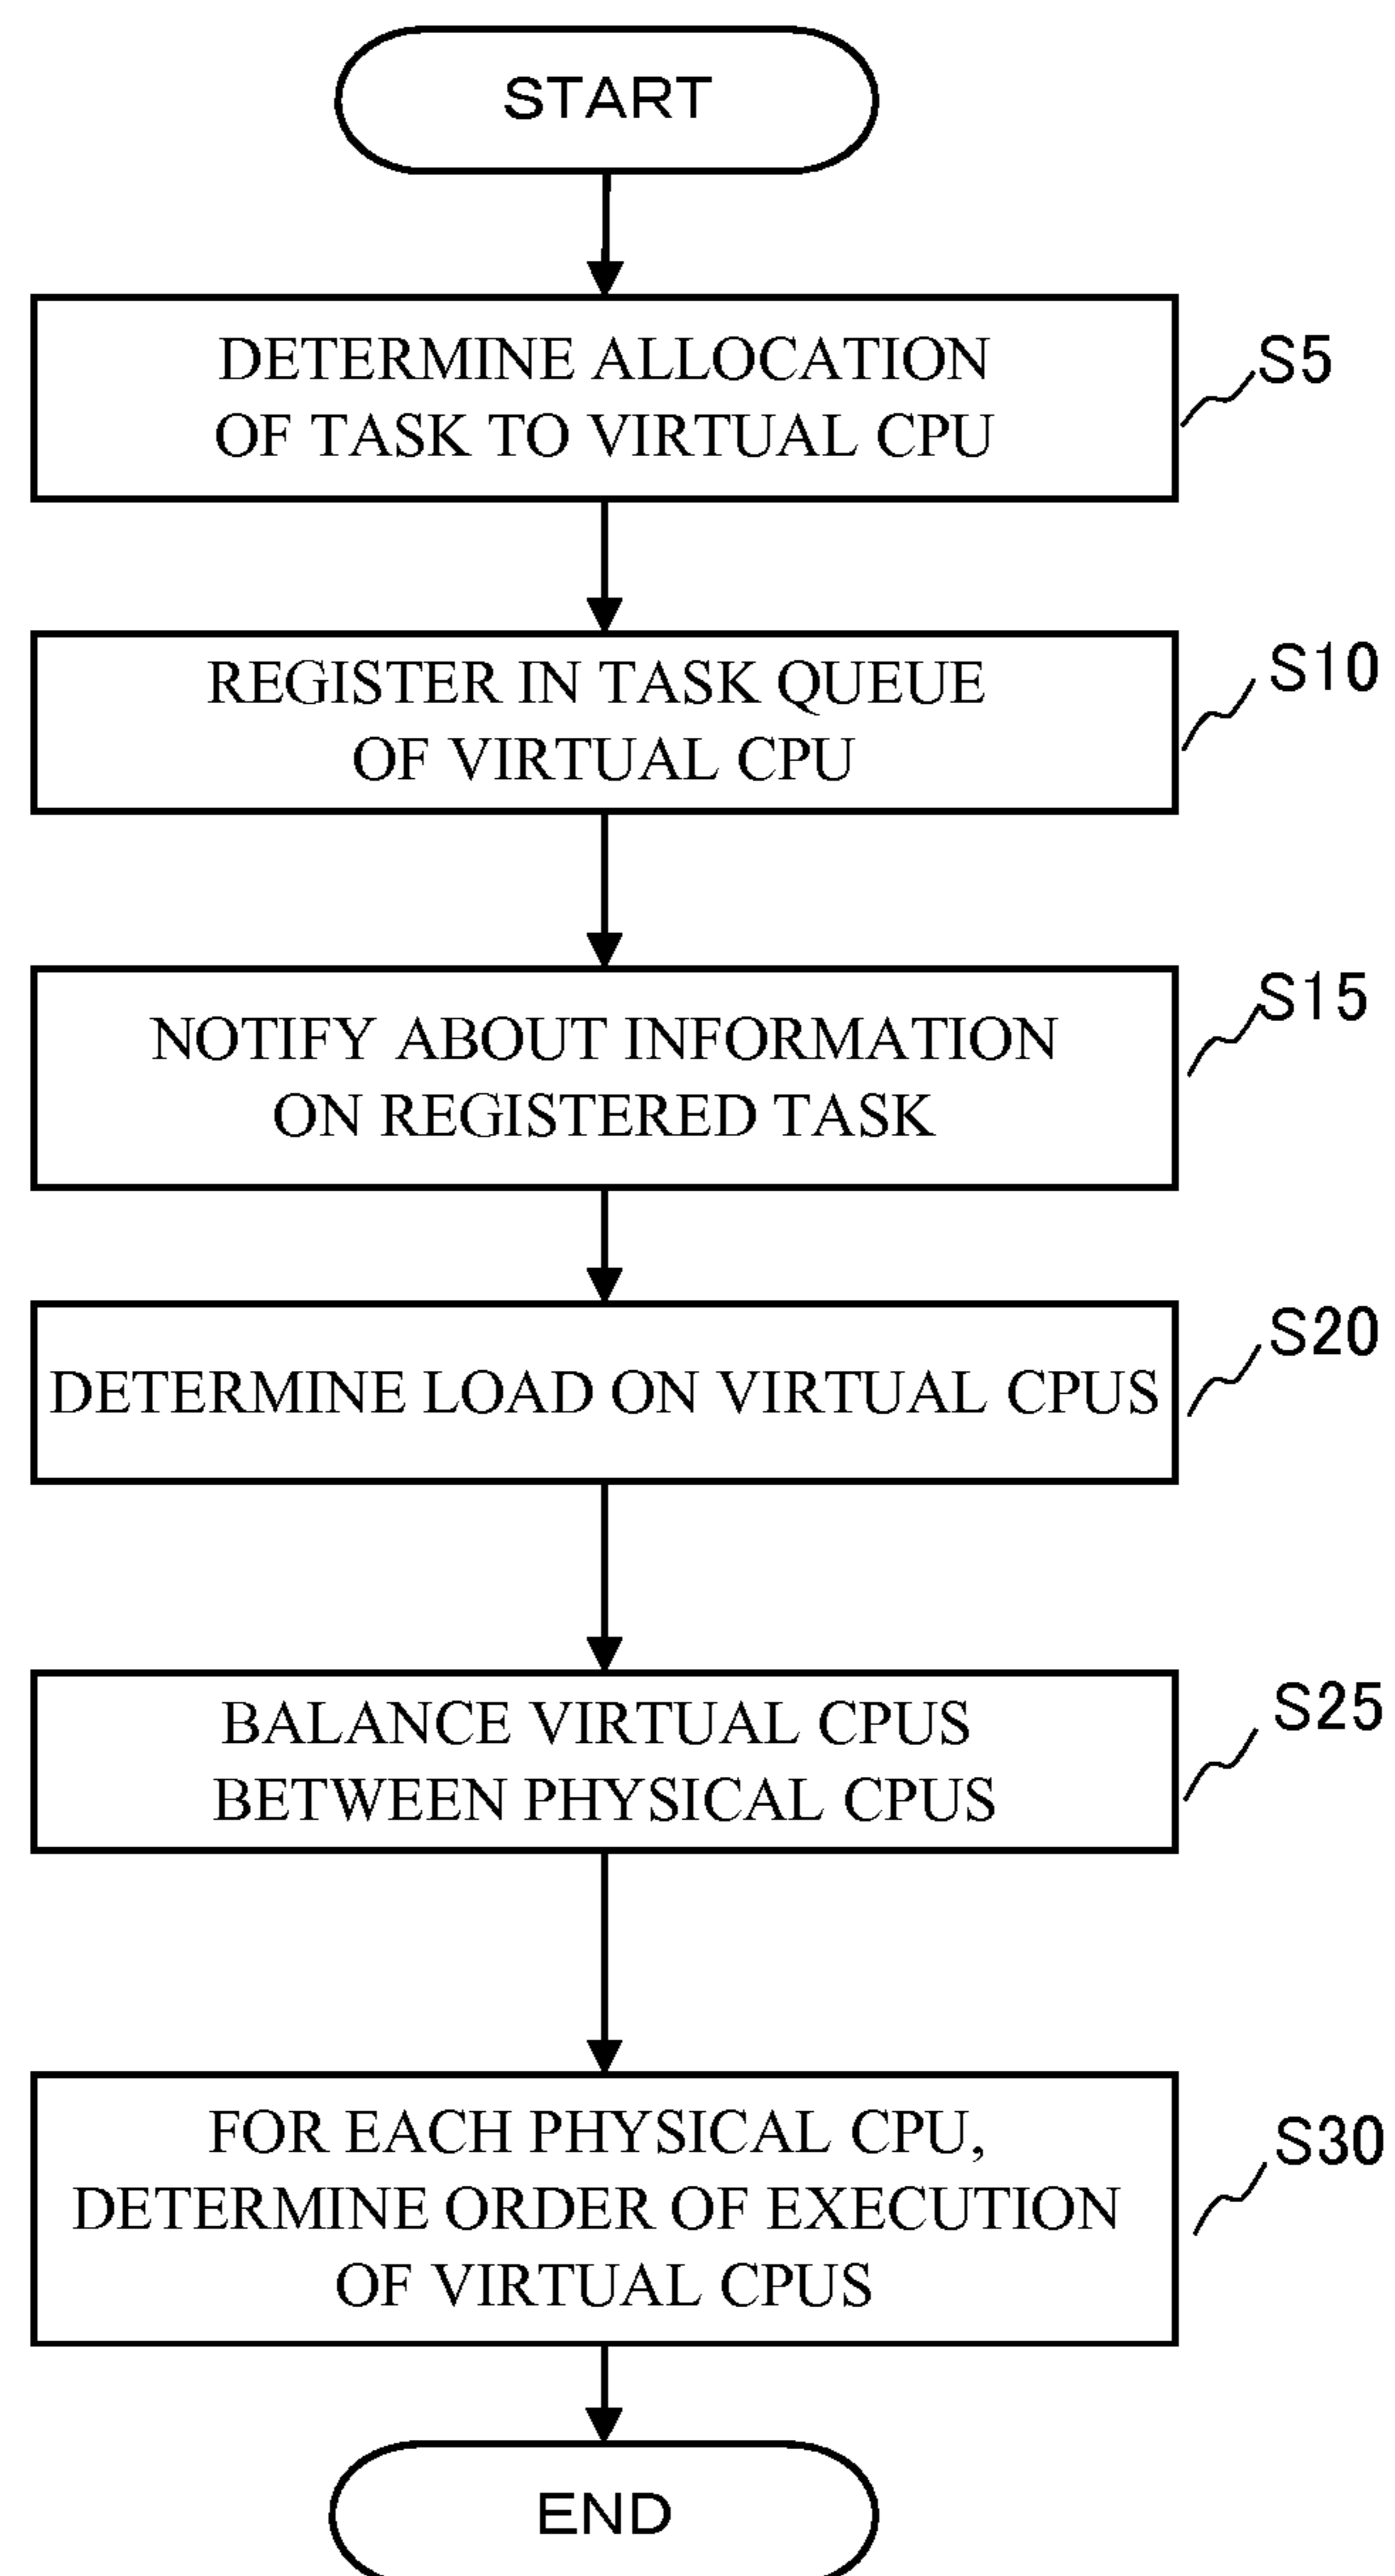 START
DETERMINE ALLOCATION
OF TASK TO VIRTUAL CPU
S5
REGISTER IN TASK QUEUE
OF VIRTUAL CPU
S10
NOTIFY ABOUT INFORMATION
ON REGISTERED TASK
S15
DETERMINE LOAD ON VIRTUAL CPUS
S20
BALANCE VIRTUAL CPUS
BETWEEN PHYSICAL CPUS
S25
FOR EACH PHYSICAL CPU,
DETERMINE ORDER OF EXECUTION
OF VIRTUAL CPUS
S30
END